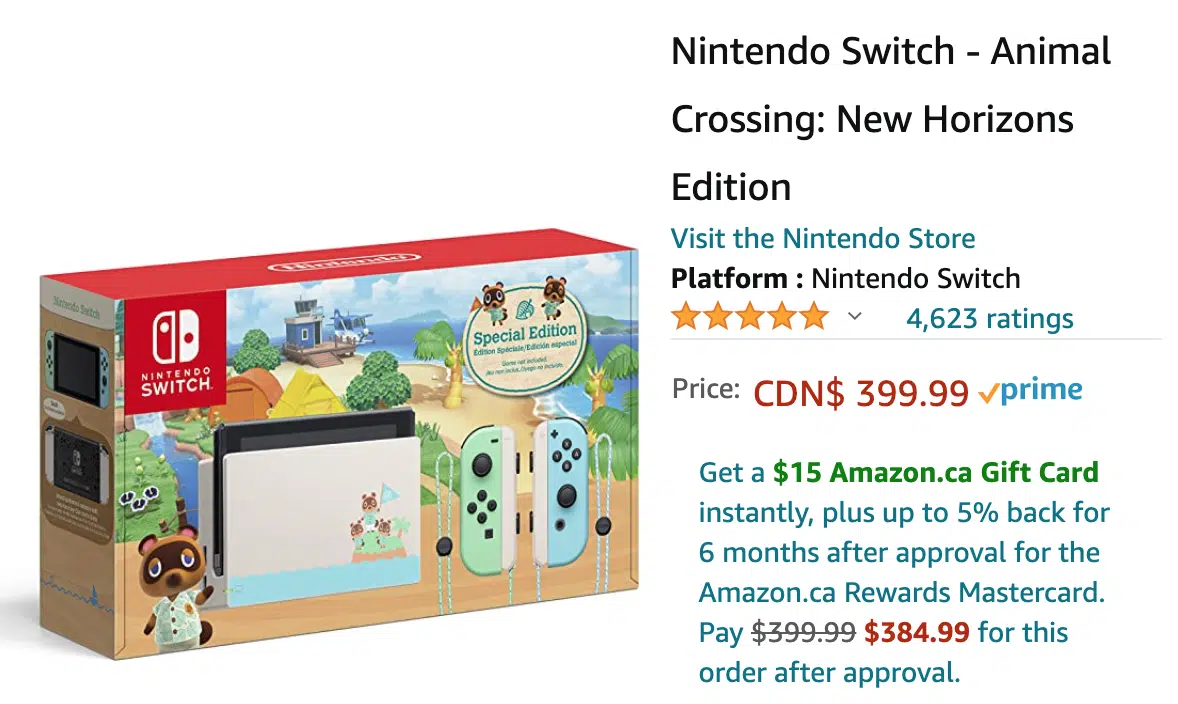 Nintendo Switch - Animal
Crossing: New Horizons
Edition
Visit the Nintendo Store
Platform : Nintendo Switch
4,623 ratings
Price: CDN$ 399.99 prime
Get a $15 Amazon.ca Gift Card
instantly, plus up to 5% back for
6 months after approval for the
Amazon.ca Rewards Mastercard.
Pay $399.99 $384.99 for this
order after approval.
Nintendo
Nintendo Switch
NINTENDO
SWITCH
Special Edition
Édition Spéciale/Edición especial
Game not included.
Jeu non inclus./Juego no incluido.